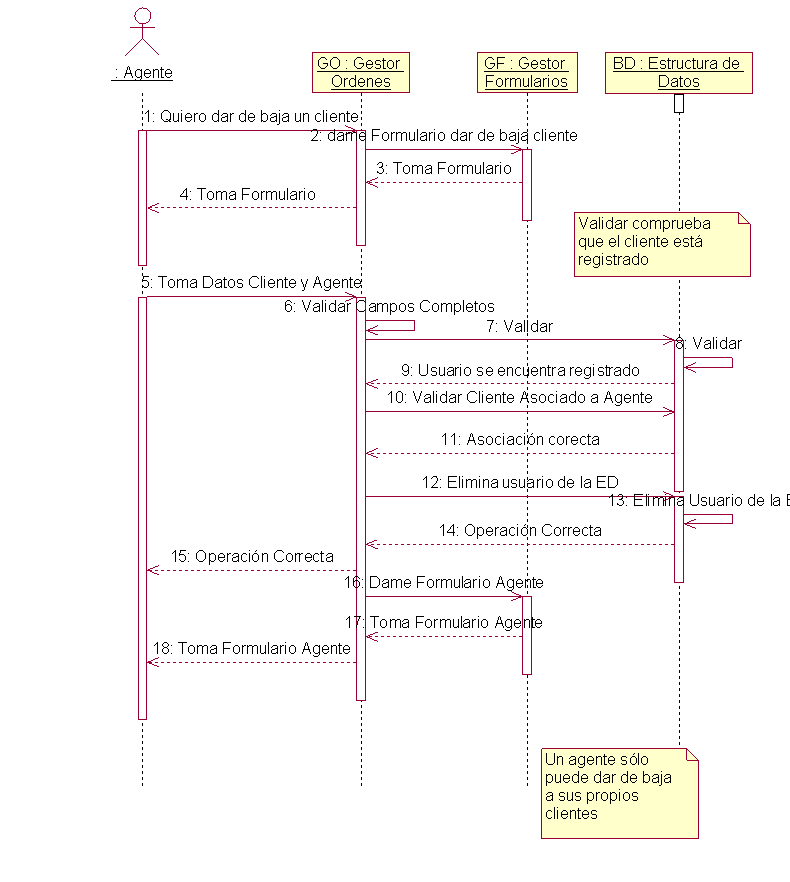 : Agente
GO : Gestor
Ordenes
GF : Gestor
Formularios
BD : Estructura de
Datos
1: Quiero dar de baja un cliente
2: dame Formulario dar de baja cliente
3: Toma Formulario
4: Toma Formulario
Validar comprueba
que el cliente está
registrado
5: Toma Datos Cliente y Agente
6: Validar Campos Completos
7: Validar
8: Validar
9: Usuario se encuentra registrado
10: Validar Cliente Asociado a Agente
11: Asociación corecta
12: Elimina usuario de la ED
13: Elimina Usuario de la E
14: Operación Correcta
15: Operación Correcta
16: Dame Formulario Agente
17: Toma Formulario Agente
18: Toma Formulario Agente
Un agente sólo
puede dar de baja
a sus propios
clientes